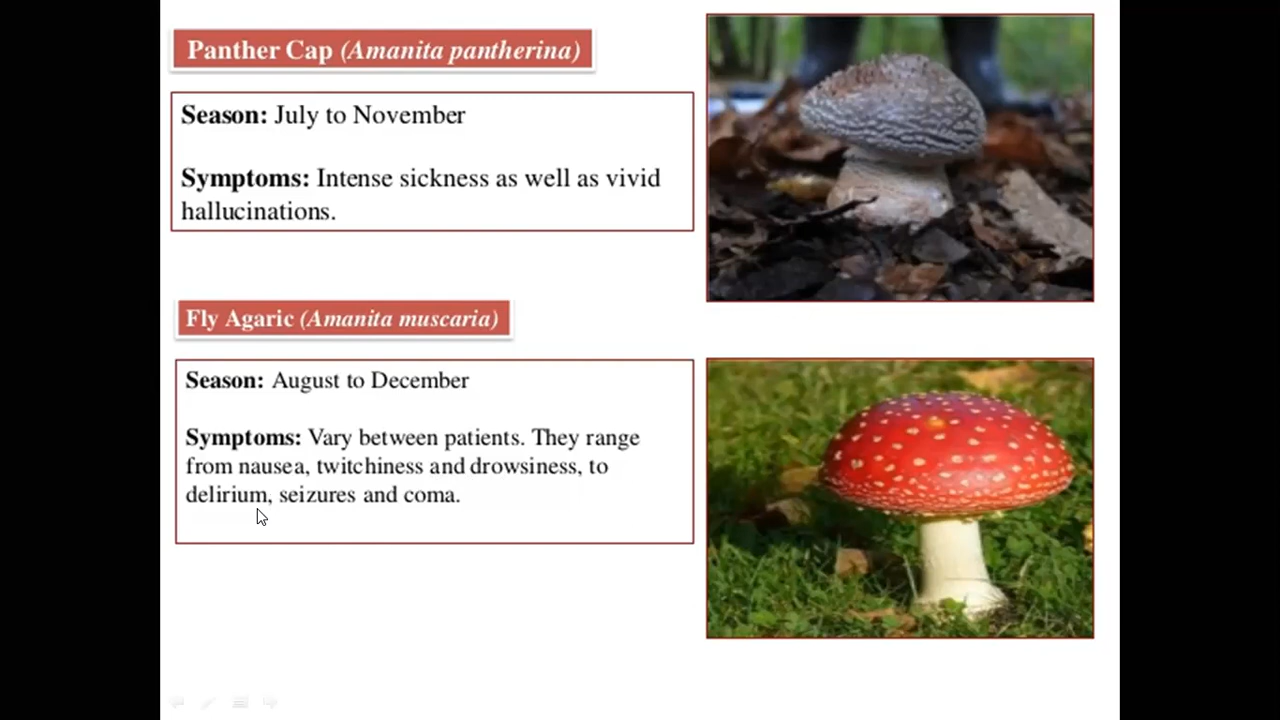 Panther Cap (Amanita pantherina)
Season: July to November
Symptoms: Intense sickness as well as vivid
hallucinations.
Fly Agaric (Amanita muscaria)
Season: August to December
Symptoms: Vary between patients. They range
from nausea, twitchiness and drowsiness, to
delirium, seizures and coma.